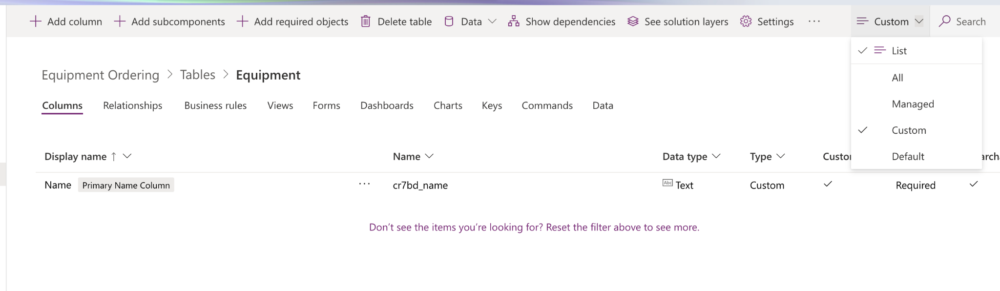 Add column Add subcomponents Add required objects Delete table Data Show dependencies See solution layers Settings ... Custom Search
List
All
Managed
Custom
Default
Equipment Ordering > Tables > Equipment
Columns Relationships Business rules Views Forms Dashboards Charts Keys Commands Data
Display name ↑ Name Data type Type
Name Primary Name Column ... cr7bd_name Abc Text Custom Required
Don't see the items you're looking for? Reset the filter above to see more.